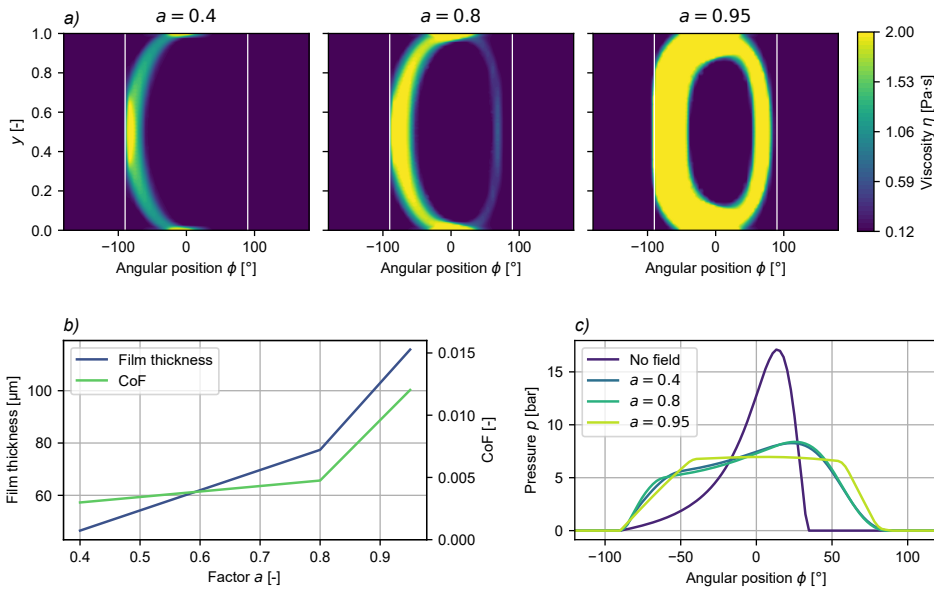 a)
a = 0.4
a = 0.8
a = 0.95
1.0
0.8
0.6
0.4
0.2
0.0
y [-]
−100 0 100
−100 0 100
−100 0 100
Angular position ϕ [°]
Angular position ϕ [°]
Angular position ϕ [°]
2.00
1.53
1.06
0.59
0.12
Viscosity η [Pa·s]
b)
Film thickness
CoF
100
80
60
Film thickness [µm]
0.015
0.010
0.005
0.000
CoF [-]
0.4 0.5 0.6 0.7 0.8 0.9
Factor a [-]
c)
No field
a = 0.4
a = 0.8
a = 0.95
15
10
5
0
Pressure p [bar]
−100 −50 0 50 100
Angular position ϕ [°]